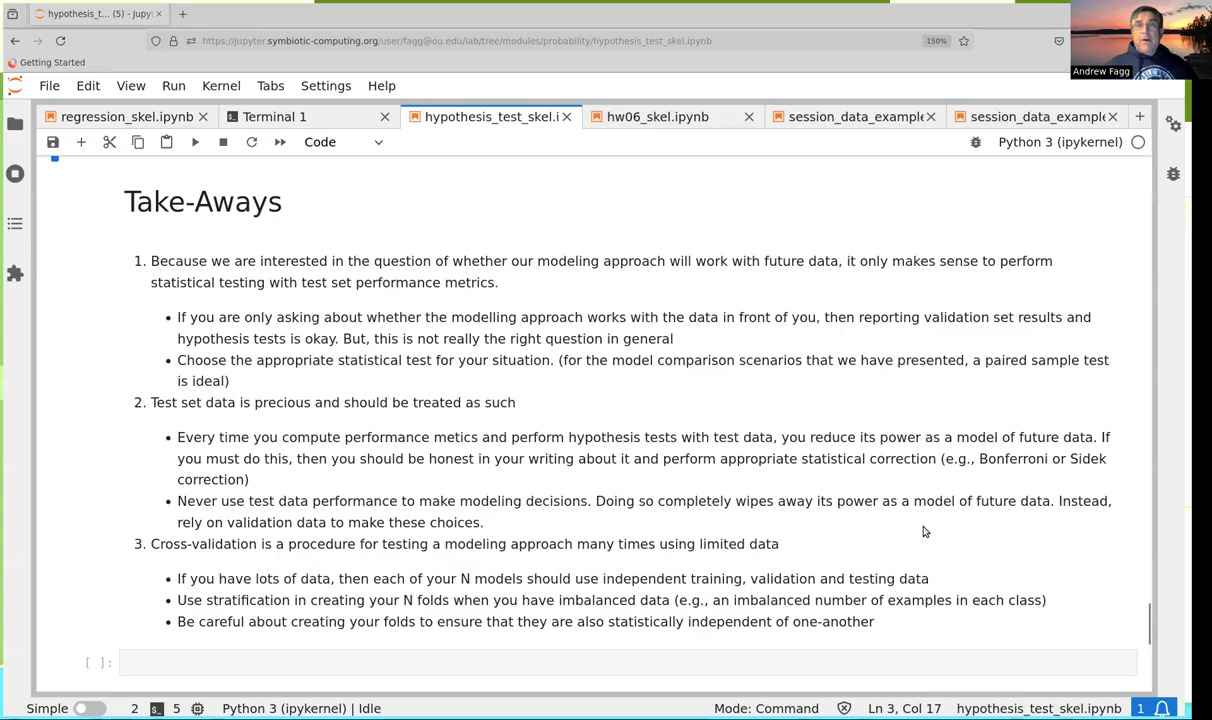 hypothesis_t… (5) - Jupyt
https://jupyter.symbiotic-computing.org/user/fagg@ou.edu/lab/tree/modules/probability/hypothesis_test_skel.ipynb
150%
Getting Started
Andrew Fagg
File Edit View Run Kernel Tabs Settings Help
regression_skel.ipynb
Terminal 1
hypothesis_test_skel.i
hw06_skel.ipynb
session_data_example
session_data_example
Code
Python 3 (ipykernel)
Take-Aways
1. Because we are interested in the question of whether our modeling approach will work with future data, it only makes sense to perform
statistical testing with test set performance metrics.
• If you are only asking about whether the modelling approach works with the data in front of you, then reporting validation set results and
hypothesis tests is okay. But, this is not really the right question in general
• Choose the appropriate statistical test for your situation. (for the model comparison scenarios that we have presented, a paired sample test
is ideal)
2. Test set data is precious and should be treated as such
• Every time you compute performance metics and perform hypothesis tests with test data, you reduce its power as a model of future data. If
you must do this, then you should be honest in your writing about it and perform appropriate statistical correction (e.g., Bonferroni or Sidek
correction)
• Never use test data performance to make modeling decisions. Doing so completely wipes away its power as a model of future data. Instead,
rely on validation data to make these choices.
3. Cross-validation is a procedure for testing a modeling approach many times using limited data
• If you have lots of data, then each of your N models should use independent training, validation and testing data
• Use stratification in creating your N folds when you have imbalanced data (e.g., an imbalanced number of examples in each class)
• Be careful about creating your folds to ensure that they are also statistically independent of one-another
[ ]:
Simple 2 $_ 5 Python 3 (ipykernel) | Idle Mode: Command Ln 3, Col 17 hypothesis_test_skel.ipynb 1